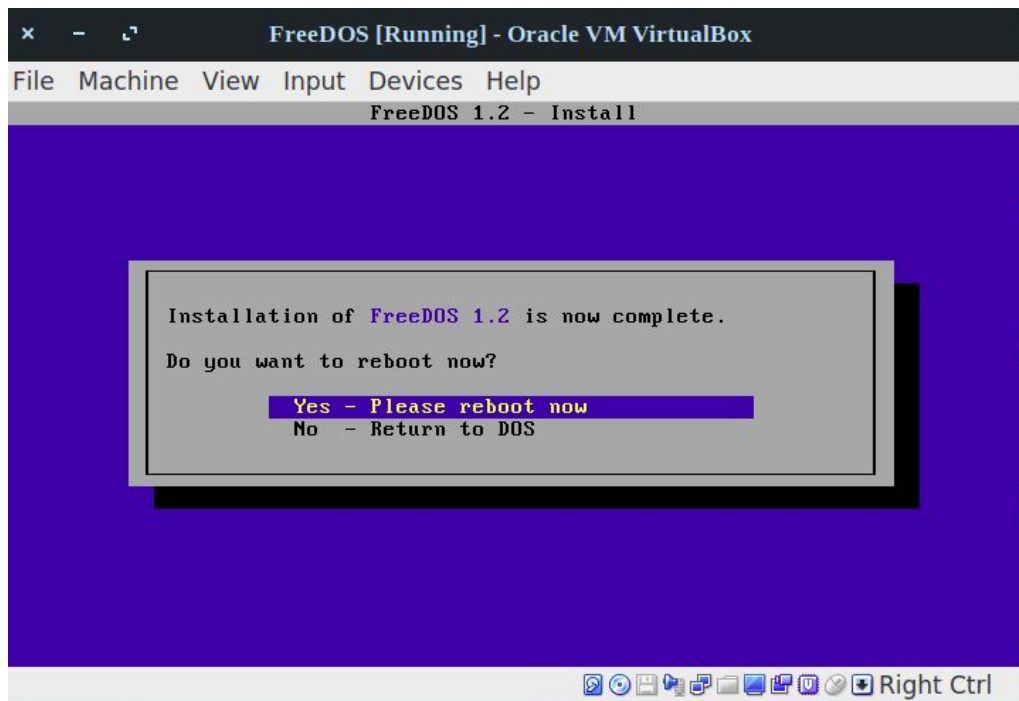 FreeDOS [Running] - Oracle VM VirtualBox
File Machine View Input Devices Help
FreeDOS 1.2 - Install
Installation of FreeDOS 1.2 is now complete.
Do you want to reboot now?
Yes - Please reboot now
No - Return to DOS
Right Ctrl